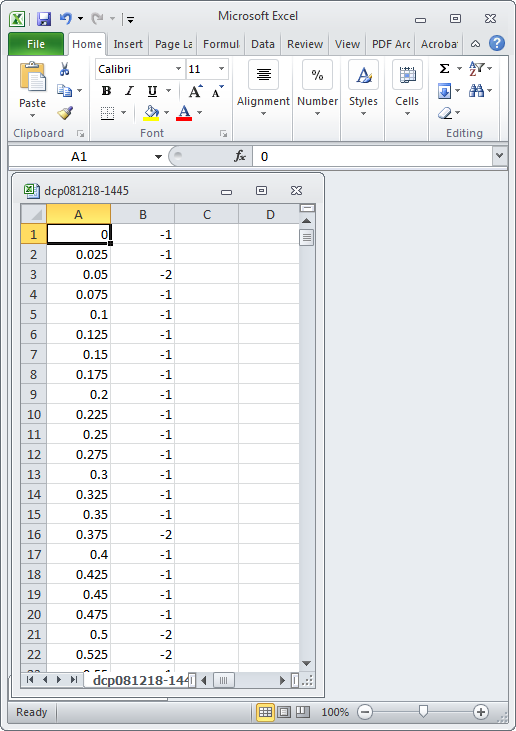 Microsoft Excel
File Home Insert Page La Formul Data Review View PDF Arc Acrobat
Calibri 11
Paste B I U A A
Σ A Z
% A
Alignment Number Styles Cells
Clipboard Font Editing
A1 fx 0
dcp081218-1445
A B C D
1 0 -1
2 0.025 -1
3 0.05 -2
4 0.075 -1
5 0.1 -1
6 0.125 -1
7 0.15 -1
8 0.175 -1
9 0.2 -1
10 0.225 -1
11 0.25 -1
12 0.275 -1
13 0.3 -1
14 0.325 -1
15 0.35 -1
16 0.375 -2
17 0.4 -1
18 0.425 -1
19 0.45 -1
20 0.475 -1
21 0.5 -2
22 0.525 -2
dcp081218-144
Ready 100%